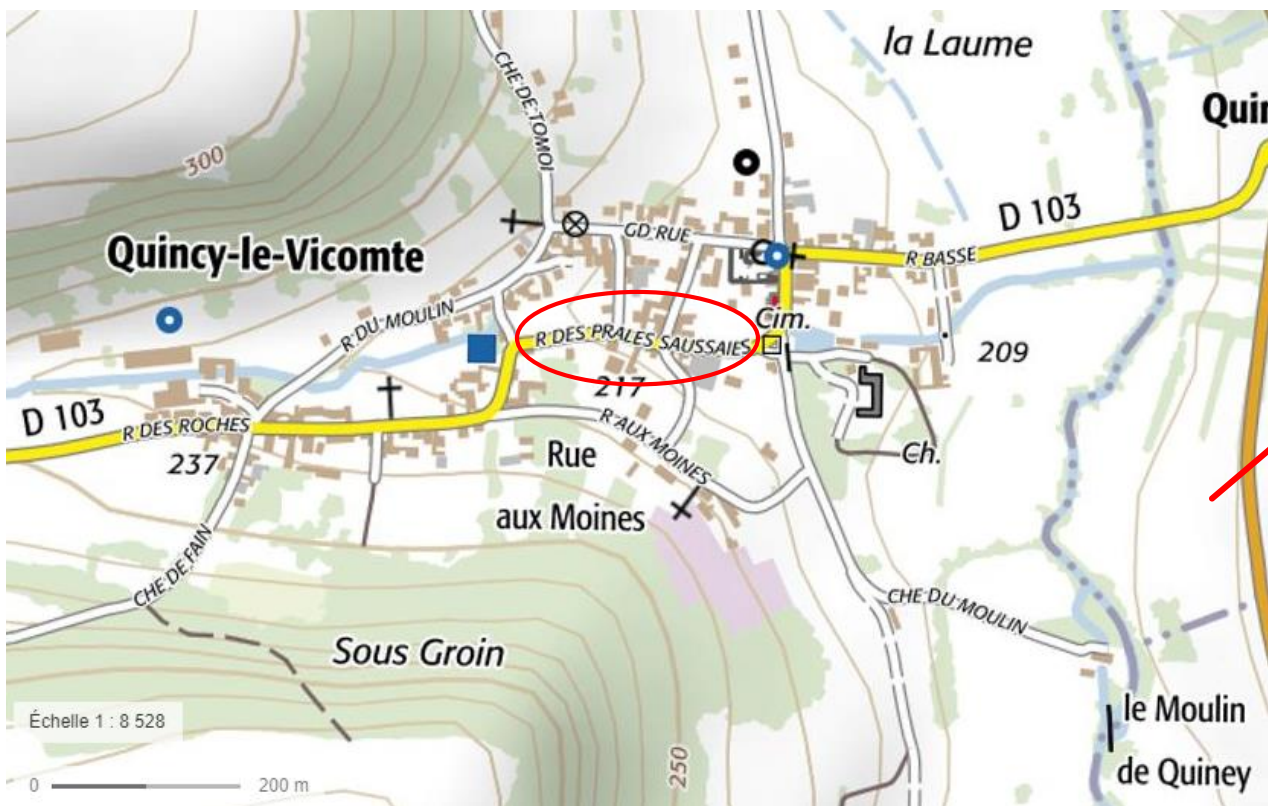 la Laume
Quin
CHE DE TOMOI
300
D 103
GD RUE
Quincy-le-Vicomte
R BASSE
R DU MOULIN
Cim.
R DES PRALES SAUSSAIES
209
217
D 103
R DES ROCHES
R AUX MOINES
Ch.
237
Rue
aux Moines
CHE DE FAIN
CHE DU MOULIN
Sous Groin
le Moulin
de Quincy
Échelle 1 : 8 528
250
0
200 m